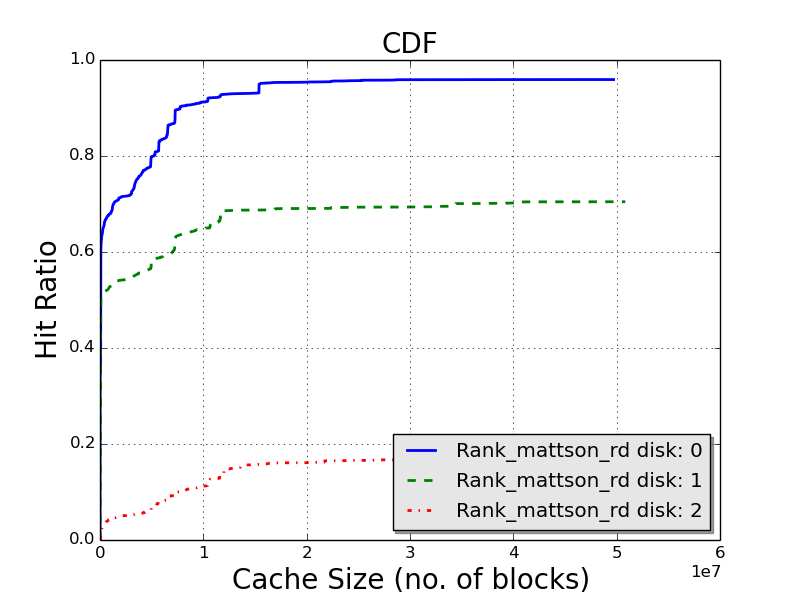 CDF
1.0
0.8
0.6
0.4
0.2
0.0
Hit Ratio
Rank_mattson_rd disk: 0
Rank_mattson_rd disk: 1
Rank_mattson_rd disk: 2
0 1 2 3 4 5 6
1e7
Cache Size (no. of blocks)